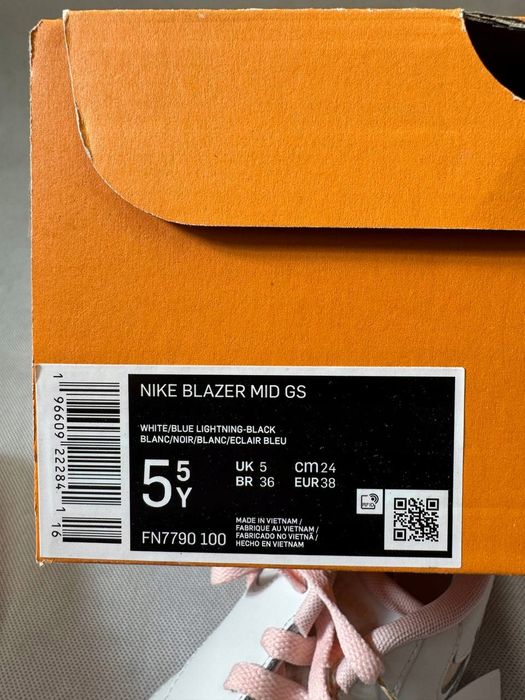 NIKE BLAZER MID GS
WHITE/BLUE LIGHTNING-BLACK
BLANC/NOIR/BLANC/ECLAIR BLEU
5 5 Y
UK 5 cm 24
BR 36 EUR 38
FN7790 100
MADE IN VIETNAM /
FABRIQUE AU VIETNAM /
FABRICADO NO VIETNÃ /
HECHO EN VIETNAM
RFID
1 96609 22284 1 16